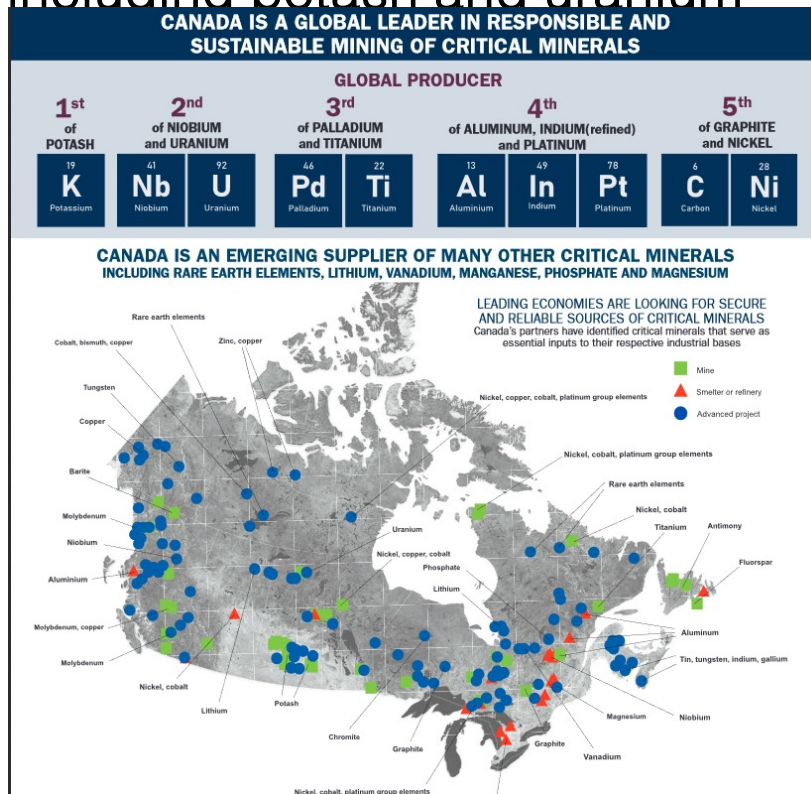 including potash and uranium
CANADA IS A GLOBAL LEADER IN RESPONSIBLE AND
SUSTAINABLE MINING OF CRITICAL MINERALS
GLOBAL PRODUCER
1st
of
POTASH
19
K
Potassium
2nd
of NIOBIUM
and URANIUM
41
Nb
Niobium
92
U
Uranium
3rd
of PALLADIUM
and TITANIUM
46
Pd
Palladium
22
Ti
Titanium
4th
of ALUMINUM, INDIUM(refined)
and PLATINUM
13
Al
Aluminium
49
In
Indium
78
Pt
Platinum
5th
of GRAPHITE
and NICKEL
6
C
Carbon
28
Ni
Nickel
CANADA IS AN EMERGING SUPPLIER OF MANY OTHER CRITICAL MINERALS
INCLUDING RARE EARTH ELEMENTS, LITHIUM, VANADIUM, MANGANESE, PHOSPHATE AND MAGNESIUM
LEADING ECONOMIES ARE LOOKING FOR SECURE
AND RELIABLE SOURCES OF CRITICAL MINERALS
Canada's partners have identified critical minerals that serve as
essential inputs to their respective industrial bases
Mine
Smelter or refinery
Advanced project
Rare earth elements
Cobalt, bismuth, copper
Zinc, copper
Tungsten
Nickel, copper, cobalt, platinum group elements
Copper
Nickel, cobalt, platinum group elements
Barite
Rare earth elements
Nickel, cobalt
Molybdenum
Titanium
Antimony
Uranium
Niobium
Nickel, copper, cobalt
Fluorspar
Phosphate
Aluminium
Lithium
Molybdenum, copper
Aluminum
Molybdenum
Tin, tungsten, indium, gallium
Nickel, cobalt
Lithium
Potash
Magnesium
Niobium
Chromite
Graphite
Graphite
Vanadium
Nickel, cobalt, platinum group elements